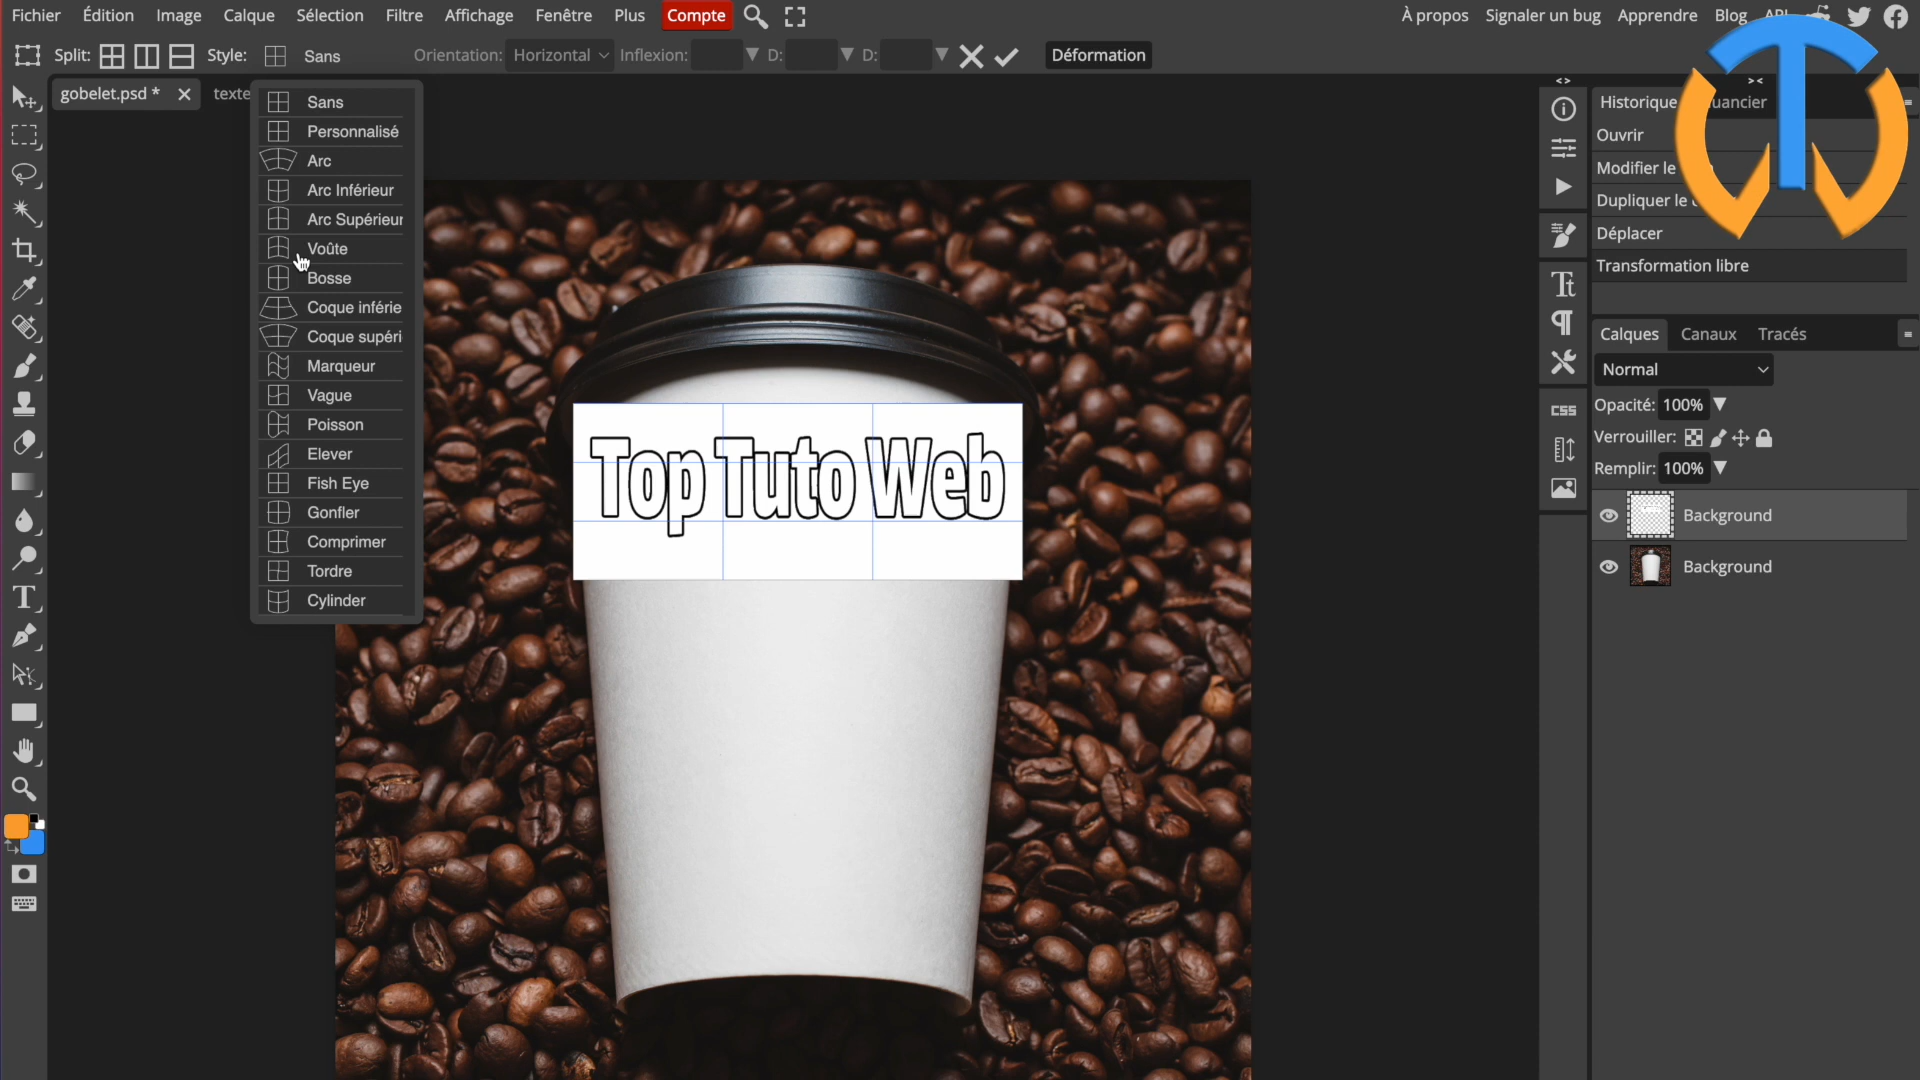 Fichier Édition Image Calque Sélection Filtre Affichage Fenêtre Plus Compte À propos Signaler un bug Apprendre Blog
Split: Style: Sans Orientation: Horizontal Inflexion: D: D: Déformation
gobelet.psd * texte
Sans
Personnalisé
Arc
Arc Inférieur
Arc Supérieur
Voûte
Bosse
Coque inférie
Coque supéri
Marqueur
Vague
Poisson
Elever
Fish Eye
Gonfler
Comprimer
Tordre
Cylinder
Top Tuto Web
Historique
Ouvrir
Modifier le
Dupliquer le
Déplacer
Transformation libre
CSS
Calques Canaux Tracés
Normal
Opacité: 100%
Verrouiller:
Remplir: 100%
Background
Background